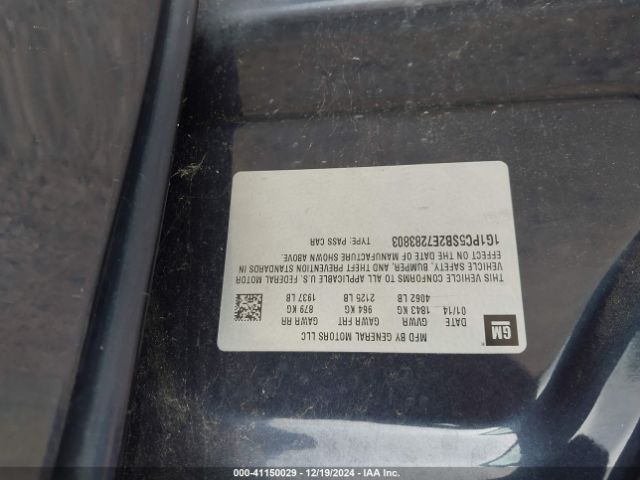 GM
MFD BY GENERAL MOTORS LLC
DATE GVWR GAWR FRT GAWR RR
01/14 1843 KG 964 KG 879 KG
4062 LB 2125 LB 1937 LB
THIS VEHICLE CONFORMS TO ALL APPLICABLE U.S. FEDERAL MOTOR
VEHICLE SAFETY, BUMPER, AND THEFT PREVENTION STANDARDS IN
EFFECT ON THE DATE OF MANUFACTURE SHOWN ABOVE.
TYPE: PASS CAR
1G1PC5SB2E7283803
000-41150029 - 12/19/2024 - IAA Inc.